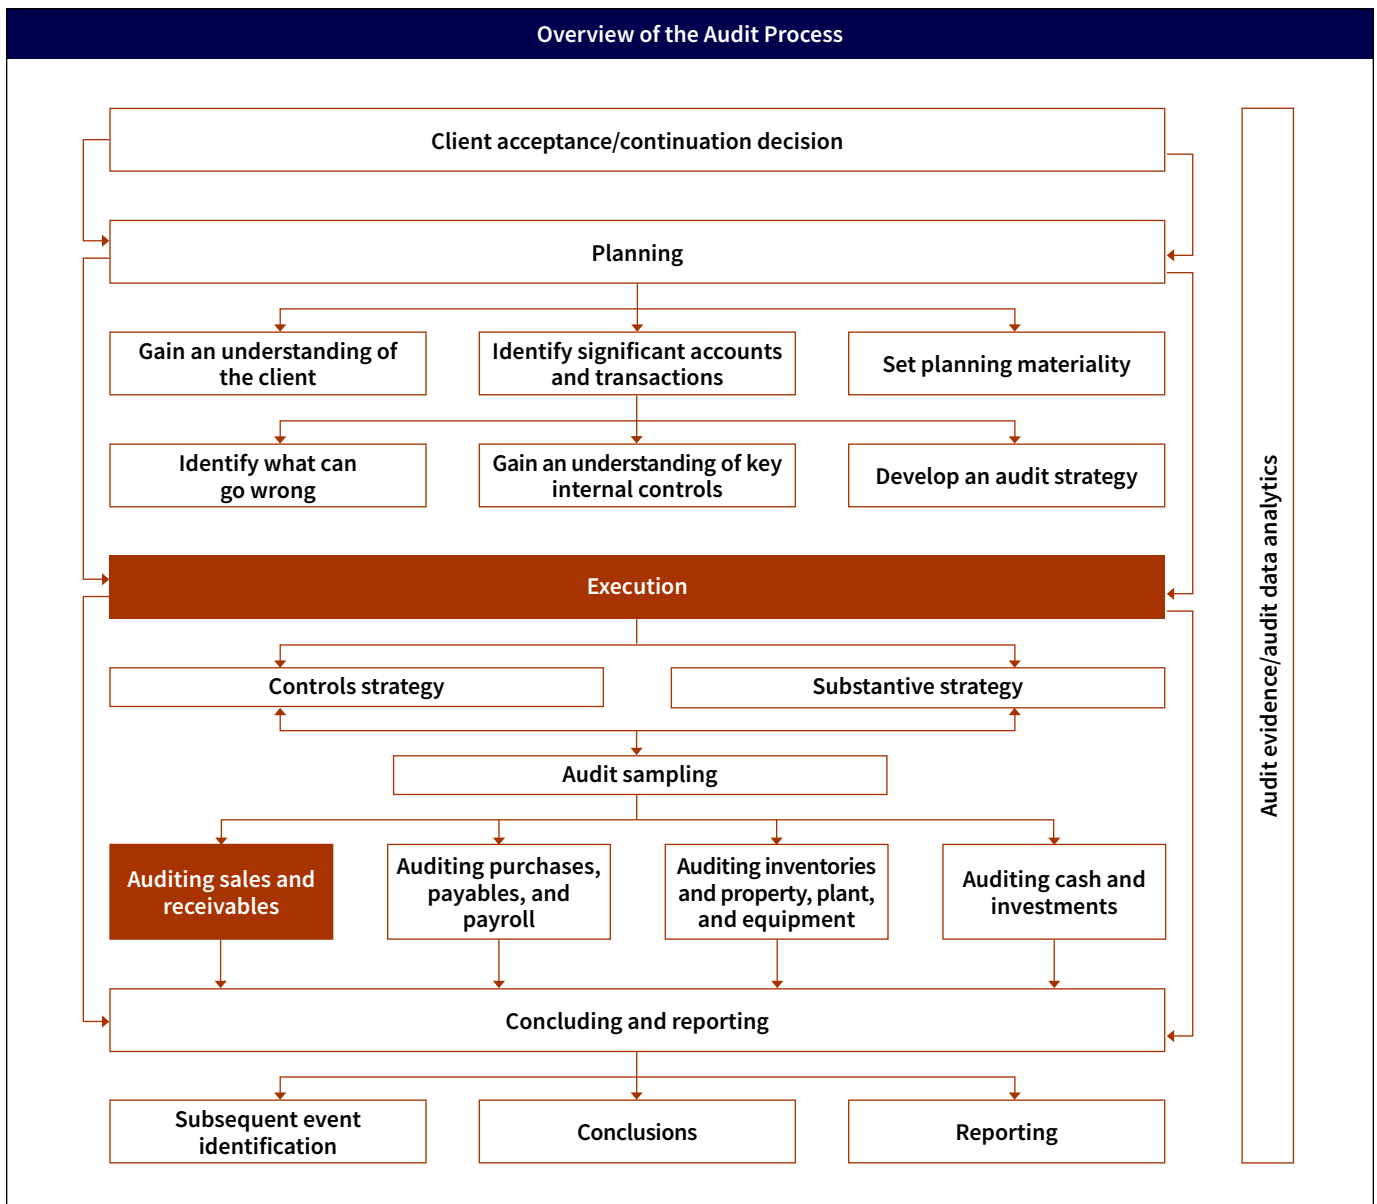 Overview of the Audit Process
Client acceptance/continuation decision
Planning
Gain an understanding of
the client
Identify significant accounts
and transactions
Set planning materiality
Identify what can
go wrong
Gain an understanding of key
internal controls
Develop an audit strategy
Execution
Controls strategy
Substantive strategy
Audit sampling
Auditing sales and
receivables
Auditing purchases,
payables, and
payroll
Auditing inventories
and property, plant,
and equipment
Auditing cash and
investments
Concluding and reporting
Subsequent event
identification
Conclusions
Reporting
Audit evidence/audit data analytics